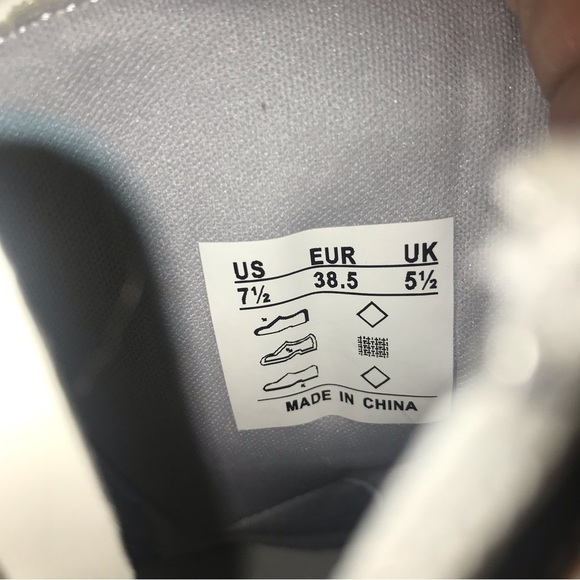 US EUR UK
7½ 38.5 5½
MADE IN CHINA